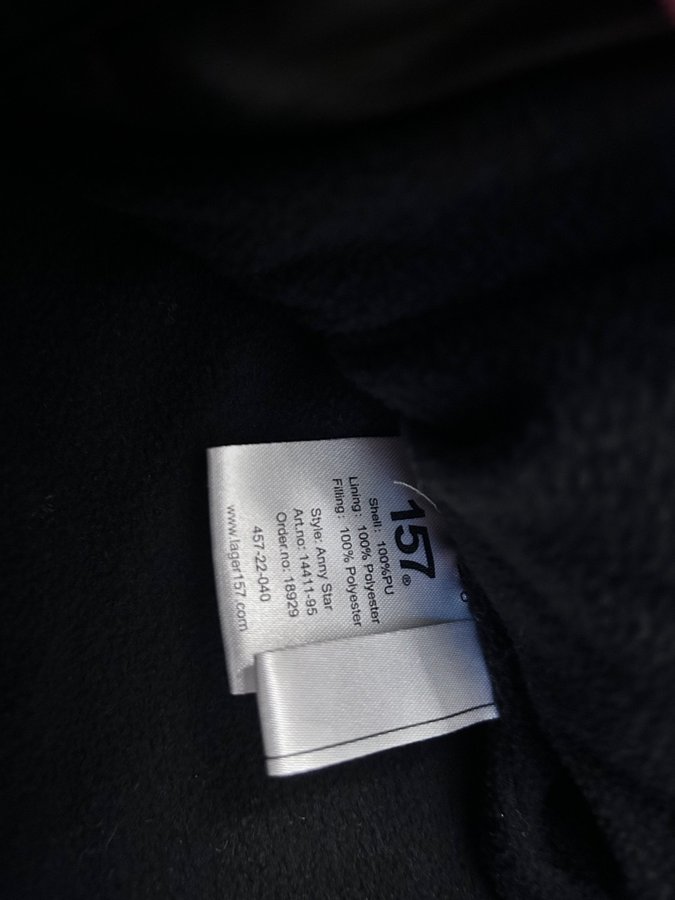 157®
Shell: 100%PU
Lining: 100% Polyester
Filling: 100% Polyester
Style: Anny Star
Art.no: 14411-95
Order.no: 18929
457-22-040
www.lager157.com